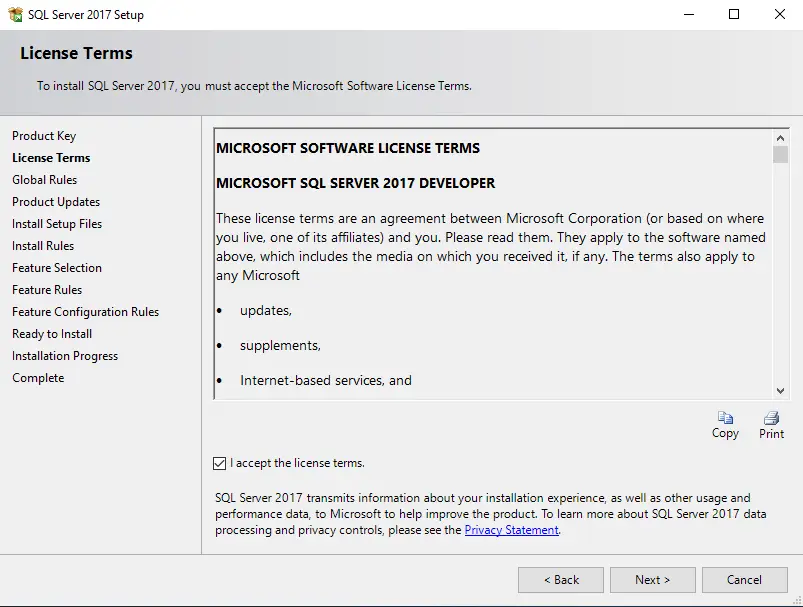 SQL Server 2017 Setup
License Terms
To install SQL Server 2017, you must accept the Microsoft Software License Terms.
Product Key
License Terms
Global Rules
Product Updates
Install Setup Files
Install Rules
Feature Selection
Feature Rules
Feature Configuration Rules
Ready to Install
Installation Progress
Complete
MICROSOFT SOFTWARE LICENSE TERMS
MICROSOFT SQL SERVER 2017 DEVELOPER
These license terms are an agreement between Microsoft Corporation (or based on where
you live, one of its affiliates) and you. Please read them. They apply to the software named
above, which includes the media on which you received it, if any. The terms also apply to
any Microsoft
• updates,
• supplements,
• Internet-based services, and
Copy
Print
I accept the license terms.
SQL Server 2017 transmits information about your installation experience, as well as other usage and
performance data, to Microsoft to help improve the product. To learn more about SQL Server 2017 data
processing and privacy controls, please see the Privacy Statement.
< Back
Next >
Cancel